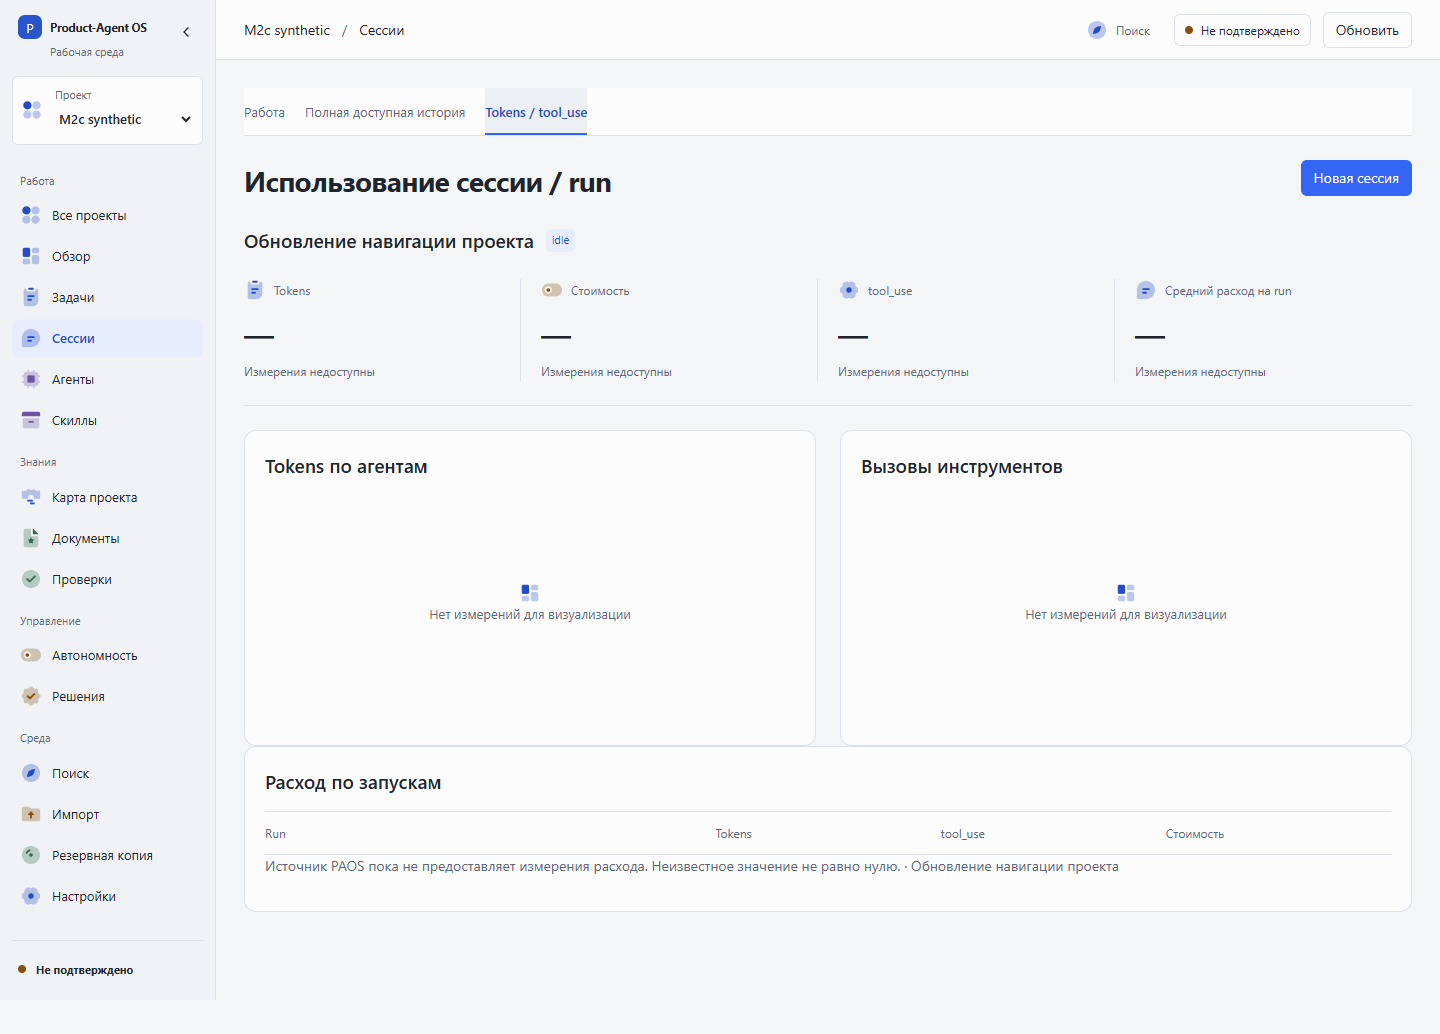 P
Product-Agent OS
Рабочая среда
Проект
M2c synthetic
Работа
Все проекты
Обзор
Задачи
Сессии
Агенты
Скиллы
Знания
Карта проекта
Документы
Проверки
Управление
Автономность
Решения
Среда
Поиск
Импорт
Резервная копия
Настройки
Не подтверждено
M2c synthetic / Сессии
Поиск
Не подтверждено
Обновить
Работа
Полная доступная история
Tokens / tool_use
Использование сессии / run
Новая сессия
Обновление навигации проекта
idle
Tokens
—
Измерения недоступны
Стоимость
—
Измерения недоступны
tool_use
—
Измерения недоступны
Средний расход на run
—
Измерения недоступны
Tokens по агентам
Нет измерений для визуализации
Вызовы инструментов
Нет измерений для визуализации
Расход по запускам
Run Tokens tool_use Стоимость
Источник PAOS пока не предоставляет измерения расхода. Неизвестное значение не равно нулю. · Обновление навигации проекта